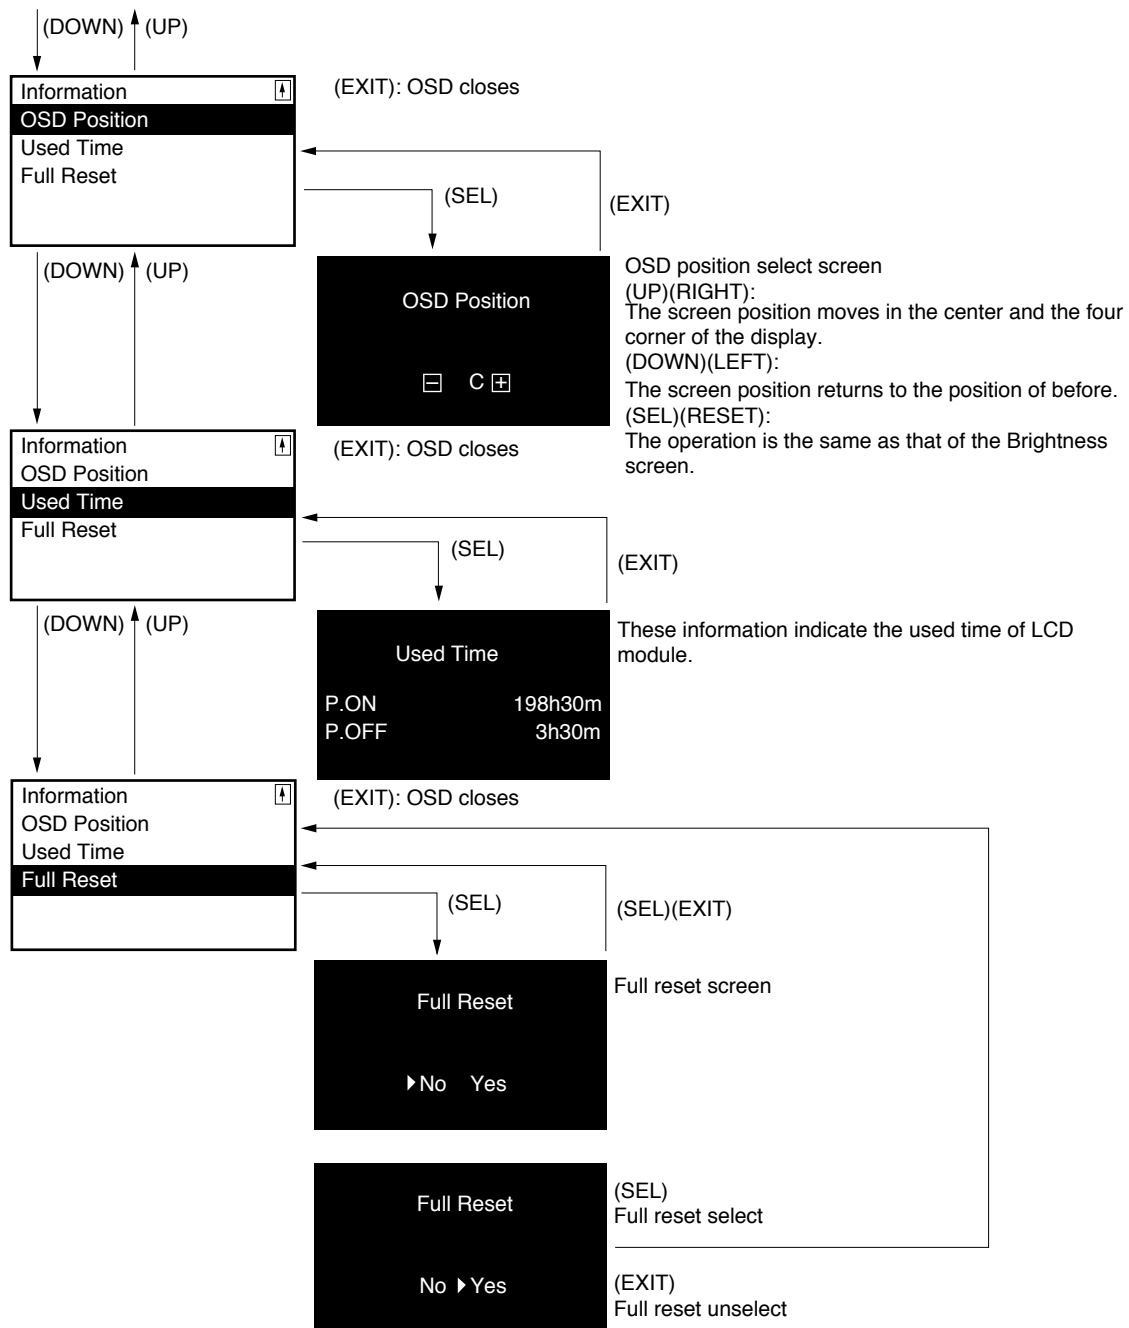 (DOWN) (UP)
Information
OSD Position
Used Time
Full Reset
(EXIT): OSD closes
(SEL)
(EXIT)
(DOWN) (UP)
OSD Position
C
OSD position select screen
(UP)(RIGHT):
The screen position moves in the center and the four
corner of the display.
(DOWN)(LEFT):
The screen position returns to the position of before.
(SEL)(RESET):
The operation is the same as that of the Brightness
screen.
Information
OSD Position
Used Time
Full Reset
(EXIT): OSD closes
(SEL)
(EXIT)
(DOWN) (UP)
Used Time
P.ON 198h30m
P.OFF 3h30m
These information indicate the used time of LCD
module.
Information
OSD Position
Used Time
Full Reset
(EXIT): OSD closes
(SEL)
(SEL)(EXIT)
Full Reset
No Yes
Full reset screen
Full Reset
No Yes
(SEL)
Full reset select
(EXIT)
Full reset unselect